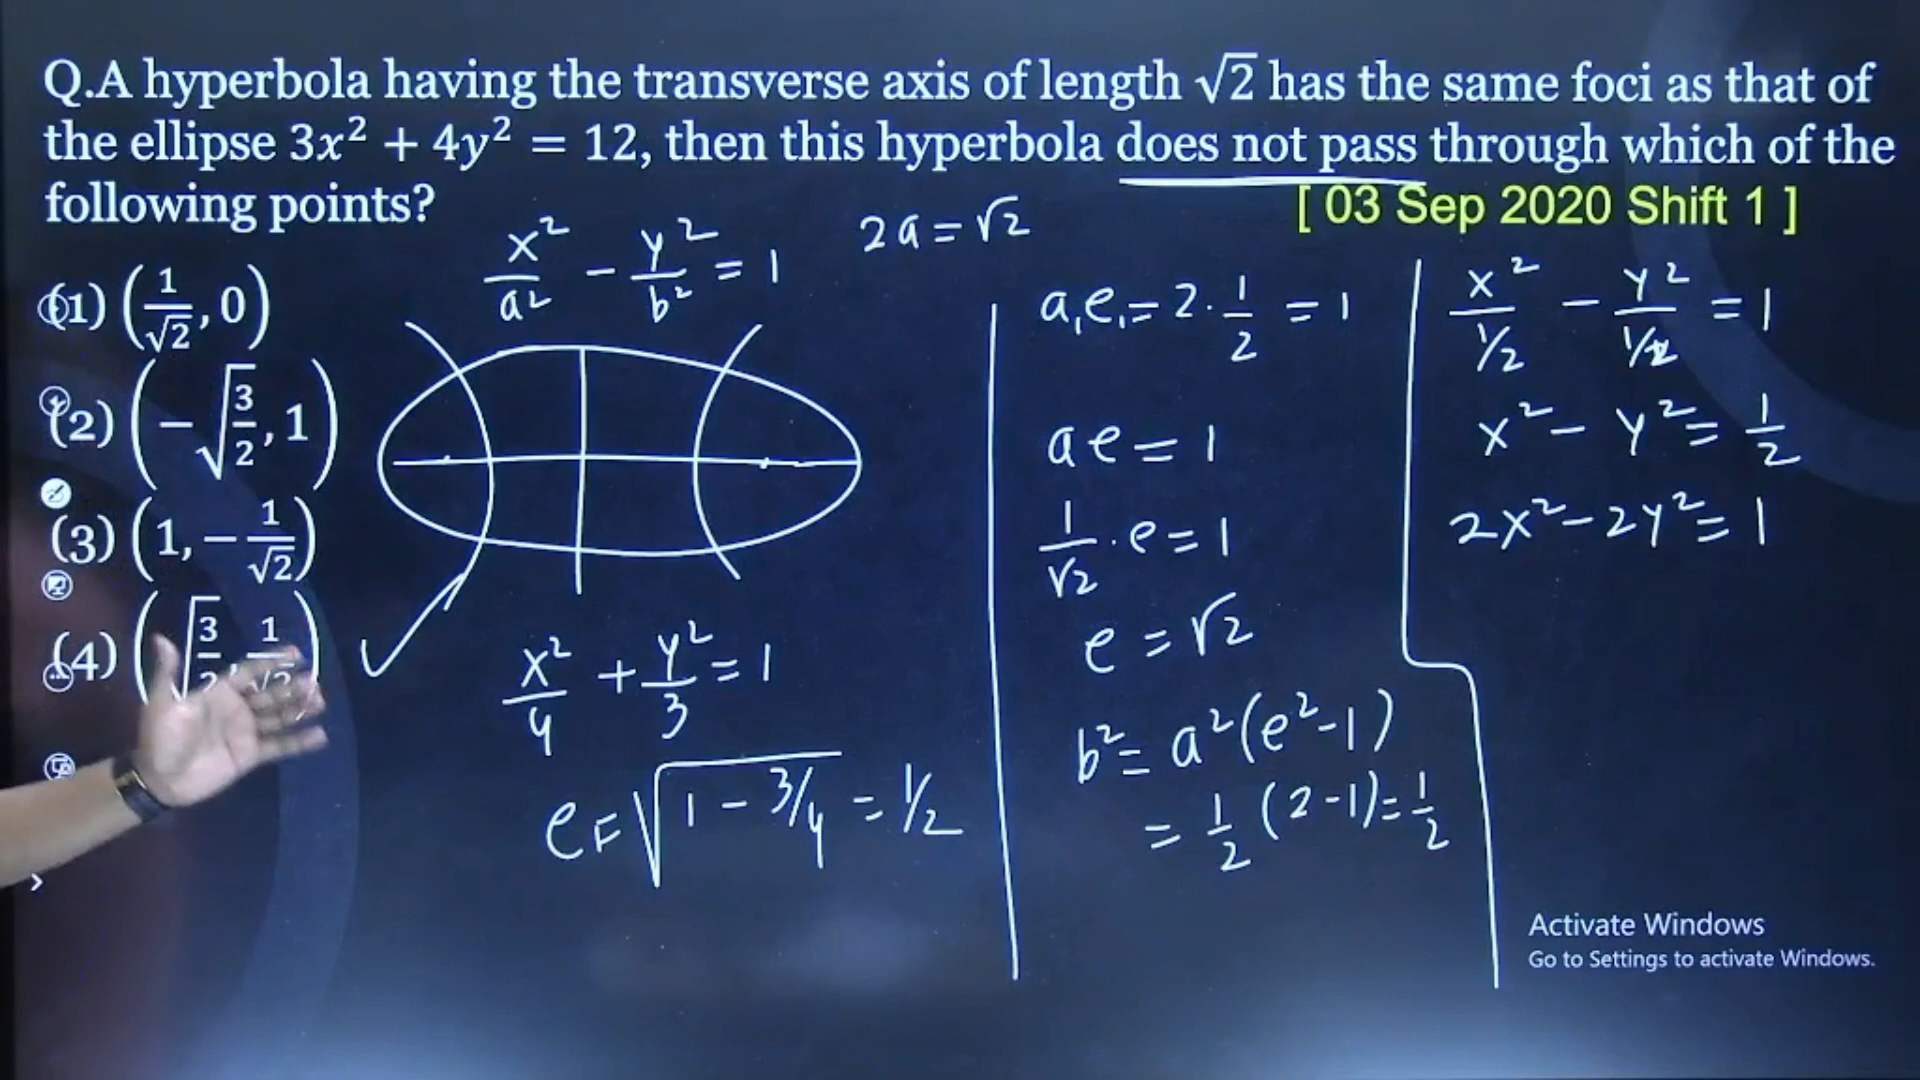 Q.A hyperbola having the transverse axis of length √2 has the same foci as that of
the ellipse 3x² + 4y² = 12, then this hyperbola does not pass through which of the
following points?
[ 03 Sep 2020 Shift 1 ]
(1) (1/√2, 0)
(2) (−√(3/2), 1)
(3) (1, −1/√2)
(4) (√(3/2), 1/√2)
x²/a² − y²/b² = 1
2a = √2
x²/4 + y²/3 = 1
e = √(1 − 3/4) = 1/2
a₁e₁ = 2 · 1/2 = 1
ae = 1
1/√2 · e = 1
e = √2
b² = a²(e² − 1)
= 1/2 (2 − 1) = 1/2
x²/(1/2) − y²/(1/2) = 1
x² − y² = 1/2
2x² − 2y² = 1
Activate Windows
Go to Settings to activate Windows.